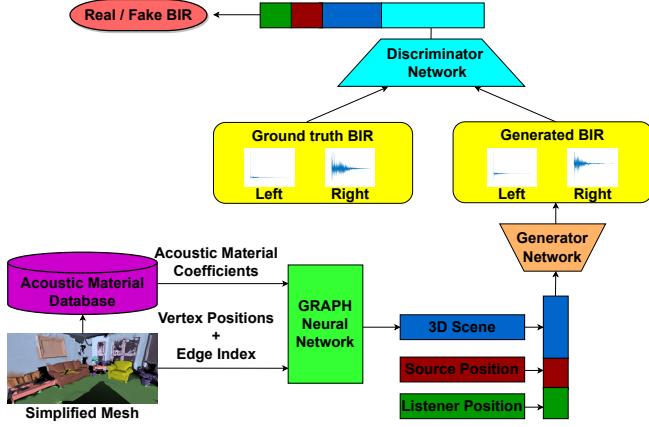 Real / Fake BIR
Discriminator
Network
Ground truth BIR
Left
Right
Generated BIR
Left
Right
Generator
Network
Acoustic Material
Database
Acoustic Material
Coefficients
Vertex Positions
+
Edge Index
GRAPH
Neural
Network
3D Scene
Source Position
Listener Position
Simplified Mesh